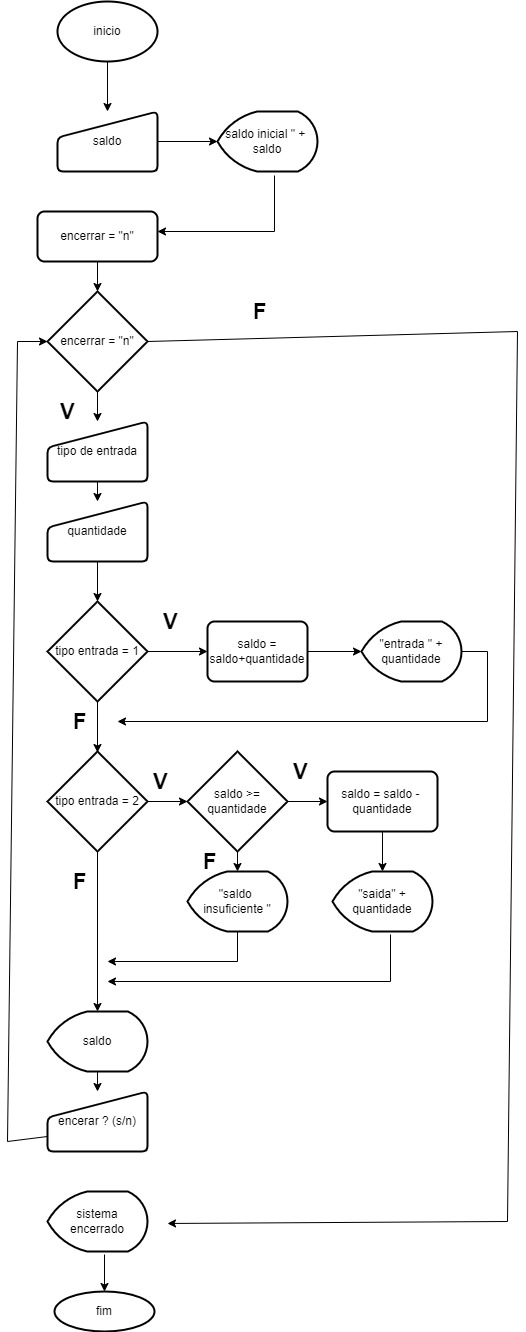 inicio
saldo
saldo inicial " +
saldo
encerrar = "n"
encerrar = "n"
F
V
tipo de entrada
quantidade
tipo entrada = 1
V
saldo =
saldo+quantidade
"entrada " +
quantidade
F
tipo entrada = 2
V
saldo >=
quantidade
V
saldo = saldo -
quantidade
F
F
"saldo
insuficiente "
"saida" +
quantidade
saldo
encerar ? (s/n)
sistema
encerrado
fim